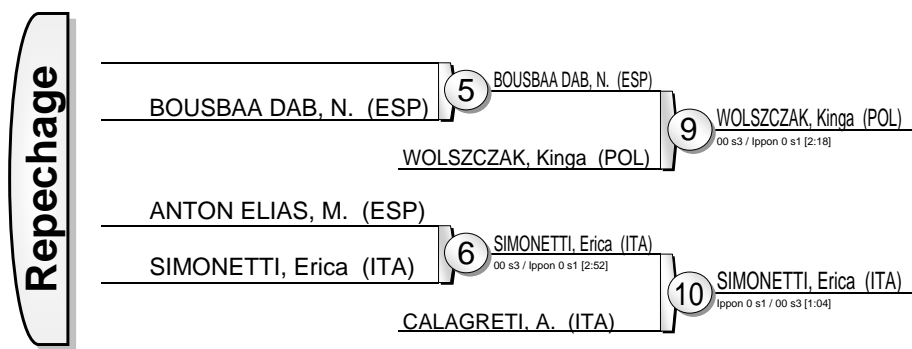 Repechage
BOUSBAA DAB, N. (ESP)
5
BOUSBAA DAB, N. (ESP)
WOLSZCZAK, Kinga (POL)
9
WOLSZCZAK, Kinga (POL)
00 s3 / Ippon 0 s1 [2:18]
ANTON ELIAS, M. (ESP)
SIMONETTI, Erica (ITA)
6
SIMONETTI, Erica (ITA)
00 s3 / Ippon 0 s1 [2:52]
CALAGRETI, A. (ITA)
10
SIMONETTI, Erica (ITA)
Ippon 0 s1 / 00 s3 [1:04]